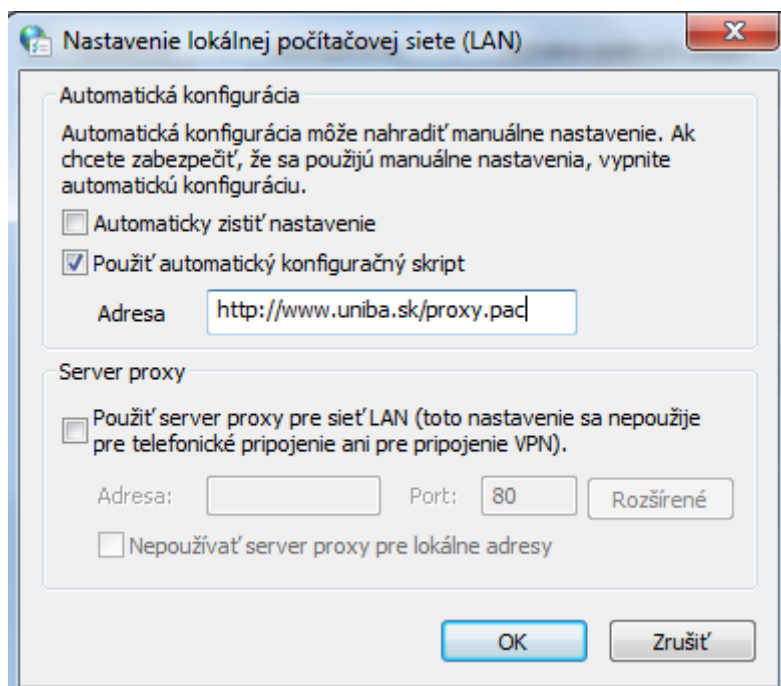 Nastavenie lokálnej počítačovej siete (LAN)
Automatická konfigurácia
Automatická konfigurácia môže nahradiť manuálne nastavenie. Ak
chcete zabezpečiť, že sa použijú manuálne nastavenia, vypnite
automatickú konfiguráciu.
Automaticky zistiť nastavenie
Použiť automatický konfiguračný skript
Adresa http://www.uniba.sk/proxy.pac
Server proxy
Použiť server proxy pre sieť LAN (toto nastavenie sa nepoužije
pre telefonické pripojenie ani pre pripojenie VPN).
Adresa: Port: 80 Rozšírené
Nepoužívať server proxy pre lokálne adresy
OK Zrušiť